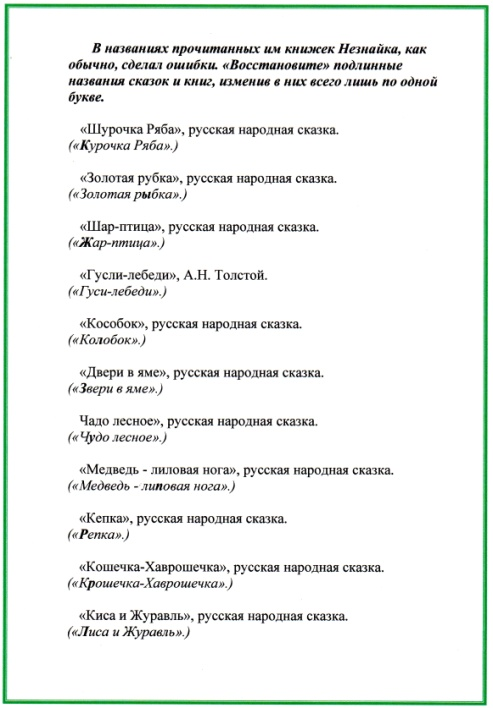 В названиях прочитанных им книжек Незнайка, как
обычно, сделал ошибки. «Восстановите» подлинные
названия сказок и книг, изменив в них всего лишь по одной
букве.
«Шурочка Ряба», русская народная сказка.
(«Курочка Ряба».)
«Золотая рубка», русская народная сказка.
(«Золотая рыбка».)
«Шар-птица», русская народная сказка.
(«Жар-птица».)
«Гусли-лебеди», А.Н. Толстой.
(«Гуси-лебеди».)
«Кособок», русская народная сказка.
(«Колобок».)
«Двери в яме», русская народная сказка.
(«Звери в яме».)
Чадо лесное», русская народная сказка.
(«Чудо лесное».)
«Медведь - лиловая нога», русская народная сказка.
(«Медведь - липовая нога».)
«Кепка», русская народная сказка.
(«Репка».)
«Кошечка-Хаврошечка», русская народная сказка.
(«Крошечка-Хаврошечка».)
«Киса и Журавль», русская народная сказка.
(«Лиса и Журавль».)